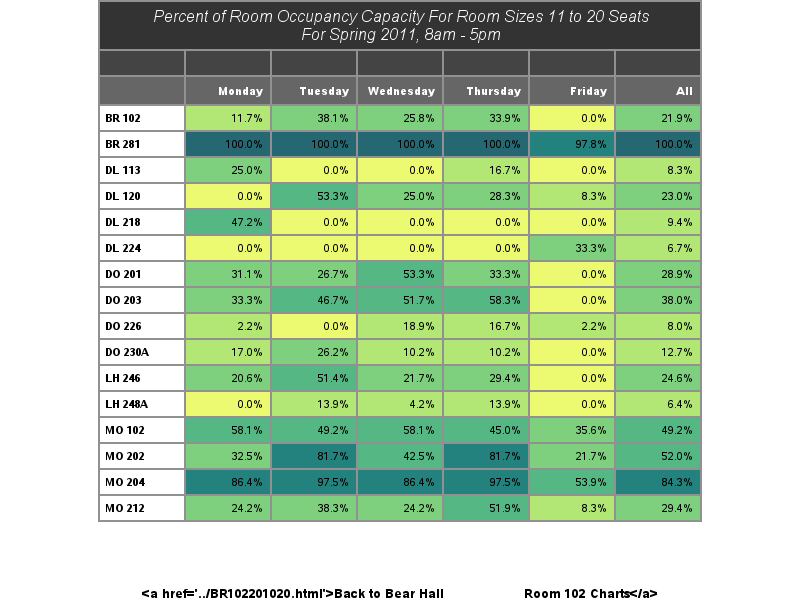 Percent of Room Occupancy Capacity For Room Sizes 11 to 20 Seats
For Spring 2011, 8am - 5pm
Monday Tuesday Wednesday Thursday Friday All
BR 102 11.7% 38.1% 25.8% 33.9% 0.0% 21.9%
BR 281 100.0% 100.0% 100.0% 100.0% 97.8% 100.0%
DL 113 25.0% 0.0% 0.0% 16.7% 0.0% 8.3%
DL 120 0.0% 53.3% 25.0% 28.3% 8.3% 23.0%
DL 218 47.2% 0.0% 0.0% 0.0% 0.0% 9.4%
DL 224 0.0% 0.0% 0.0% 0.0% 33.3% 6.7%
DO 201 31.1% 26.7% 53.3% 33.3% 0.0% 28.9%
DO 203 33.3% 46.7% 51.7% 58.3% 0.0% 38.0%
DO 226 2.2% 0.0% 18.9% 16.7% 2.2% 8.0%
DO 230A 17.0% 26.2% 10.2% 10.2% 0.0% 12.7%
LH 246 20.6% 51.4% 21.7% 29.4% 0.0% 24.6%
LH 248A 0.0% 13.9% 4.2% 13.9% 0.0% 6.4%
MO 102 58.1% 49.2% 58.1% 45.0% 35.6% 49.2%
MO 202 32.5% 81.7% 42.5% 81.7% 21.7% 52.0%
MO 204 86.4% 97.5% 86.4% 97.5% 53.9% 84.3%
MO 212 24.2% 38.3% 24.2% 51.9% 8.3% 29.4%
<a href='../BR102201020.html'>Back to Bear Hall Room 102 Charts</a>